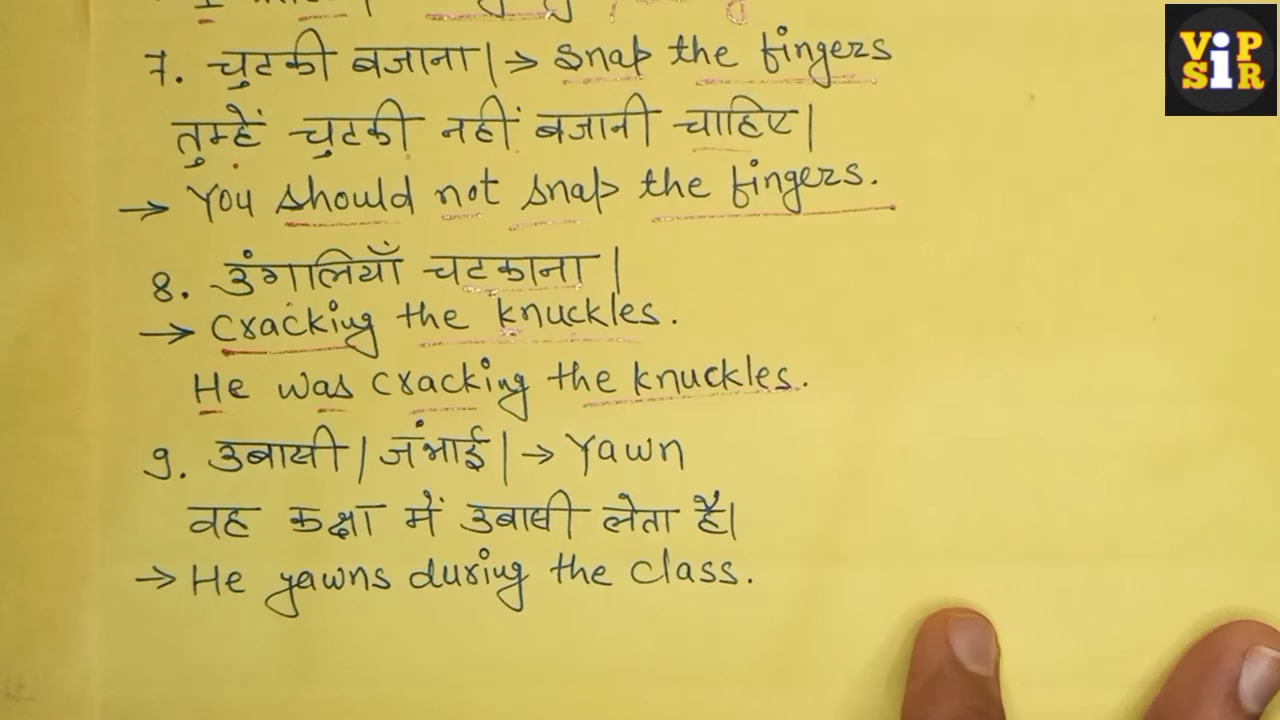 7. चुटकी बजाना। → snap the fingers
तुम्हें चुटकी नहीं बजानी चाहिए।
→ You should not snap the fingers.
8. उंगालियाँ चटकाना।
→ cracking the knuckles.
He was cracking the knuckles.
9. उबासी। जंभाई। → Yawn
वह कक्षा में उबासी लेता है।
→ He yawns during the class.
ViP
SiR